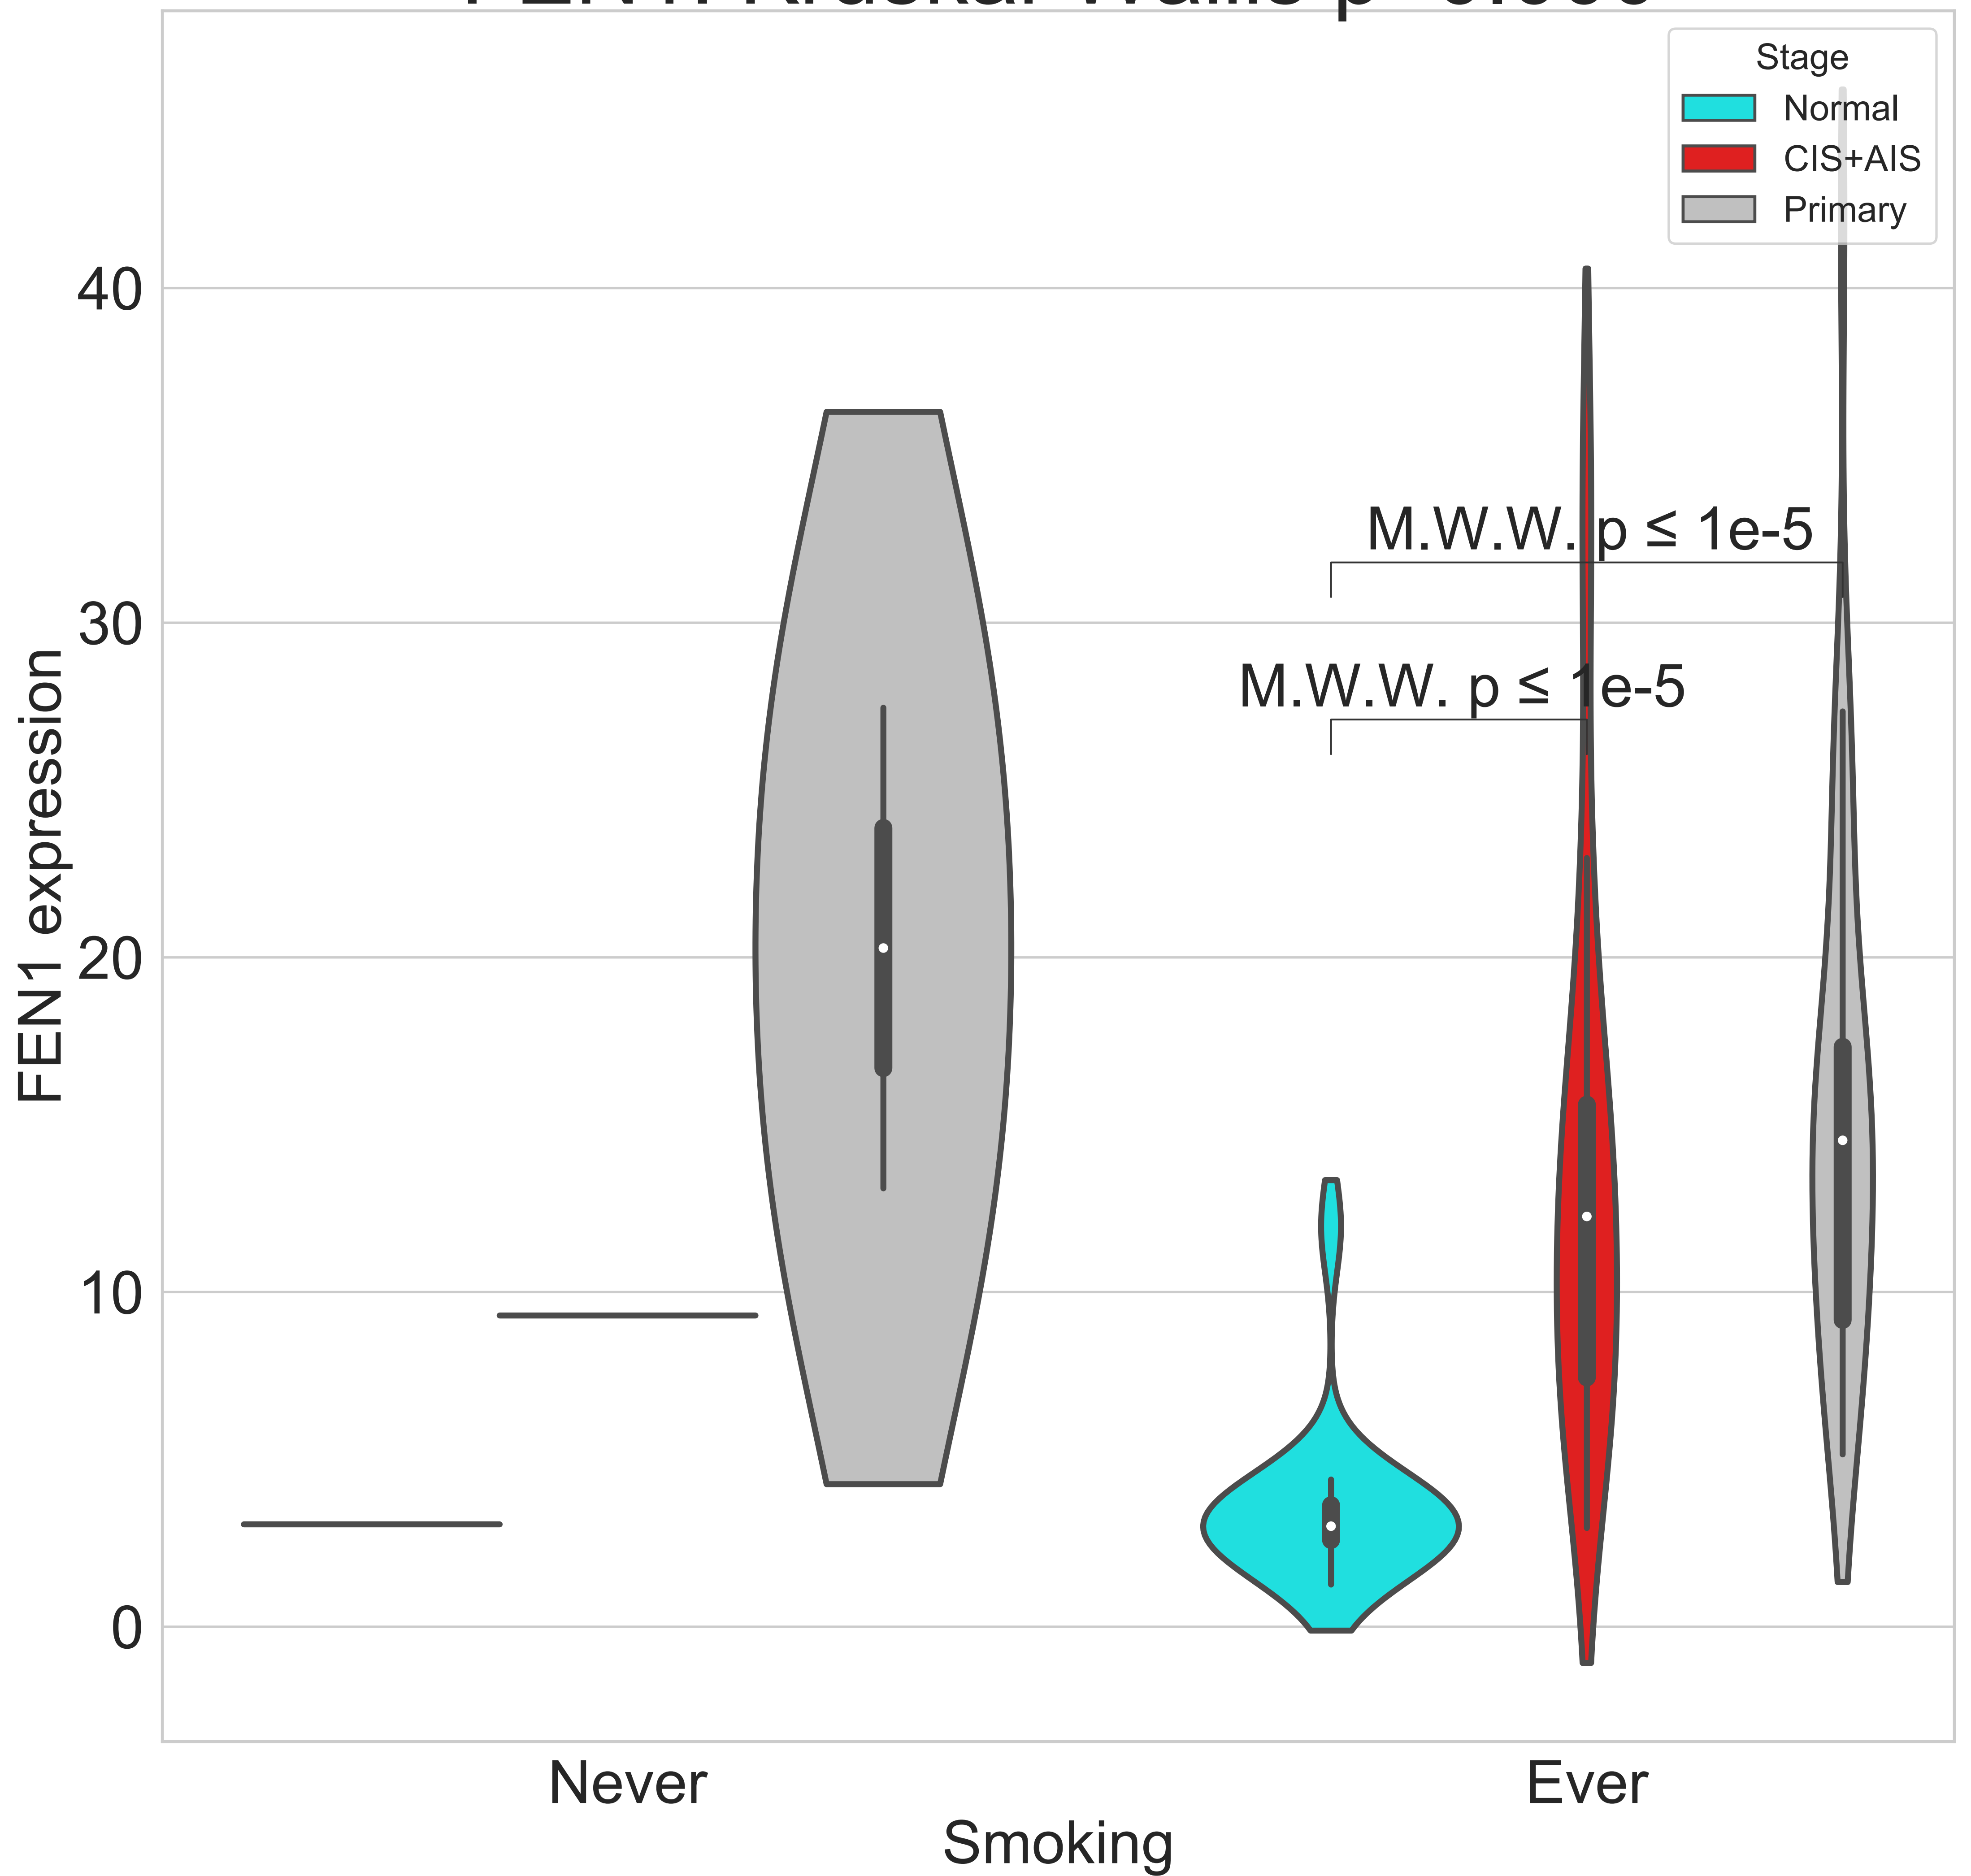 Stage
Normal
CIS+AIS
Primary
40
30
20
10
0
FEN1 expression
M.W.W. p ≤ 1e-5
M.W.W. p ≤ 1e-5
Never
Ever
Smoking